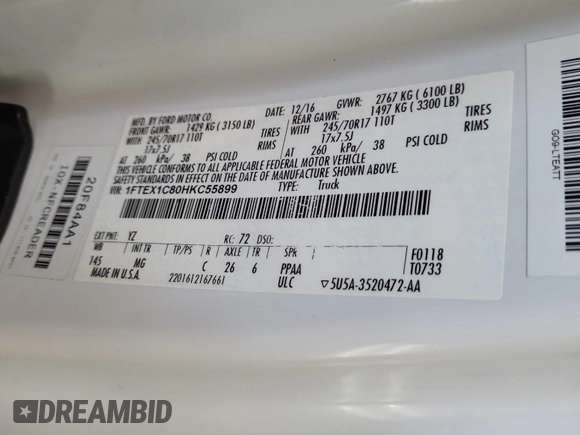 MFD. BY FORD MOTOR CO.
DATE: 12/16 GVWR: 2767 KG ( 6100 LB)
FRONT GAWR: 1429 KG ( 3150 LB) REAR GAWR: 1497 KG ( 3300 LB)
WITH 245/70R17 110T TIRES WITH 245/70R17 110T TIRES
17x7.5J 17x7.5J
AT 260 kPa/ 38 PSI COLD AT 260 kPa/ 38 PSI COLD
THIS VEHICLE CONFORMS TO ALL APPLICABLE FEDERAL MOTOR VEHICLE
SAFETY STANDARDS IN EFFECT ON THE DATE OF MANUFACTURE SHOWN ABOVE.
VIN: 1FTEX1C80HKC55899 TYPE: Truck
EXT PNT: YZ RC: 72 DSO:
WB INT TR TP/PS R AXLE TR SPR F0118
145 MG C 26 6 PPAA T0733
MADE IN U.S.A. 2201612167661 ULC ▽5U5A-3520472-AA
20F84AA1
10X-NFCREADER
GO9-LTEATT
DREAMBID